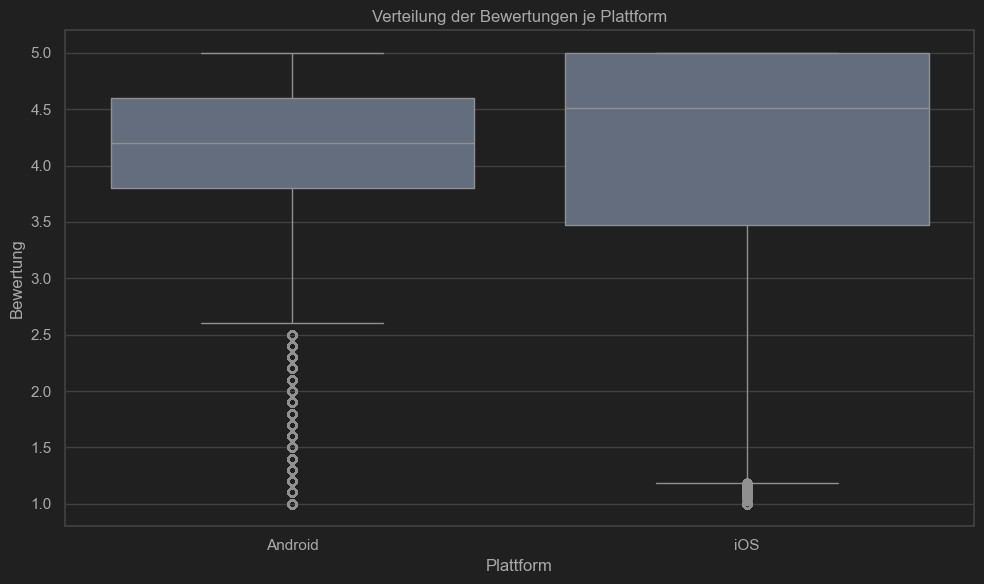 Verteilung der Bewertungen je Plattform
Bewertung
5.0
4.5
4.0
3.5
3.0
2.5
2.0
1.5
1.0
Android
iOS
Plattform